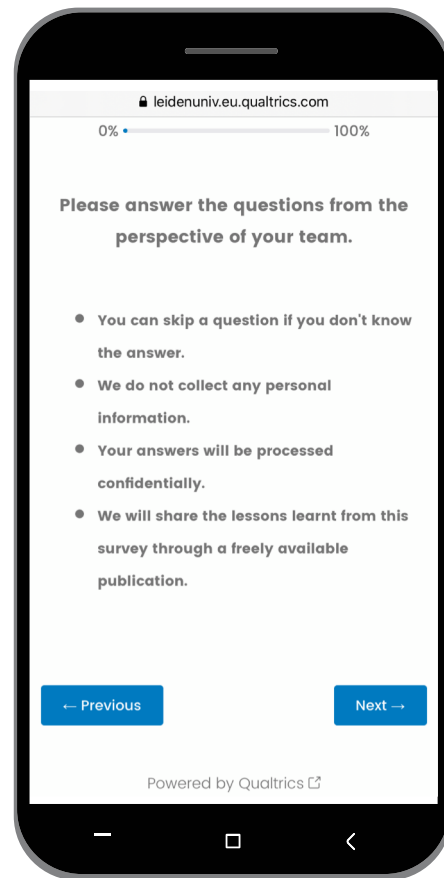 leidenuniv.eu.qualtrics.com
0% 100%
Please answer the questions from the
perspective of your team.
● You can skip a question if you don't know
the answer.
● We do not collect any personal
information.
● Your answers will be processed
confidentially.
● We will share the lessons learnt from this
survey through a freely available
publication.
← Previous Next →
Powered by Qualtrics